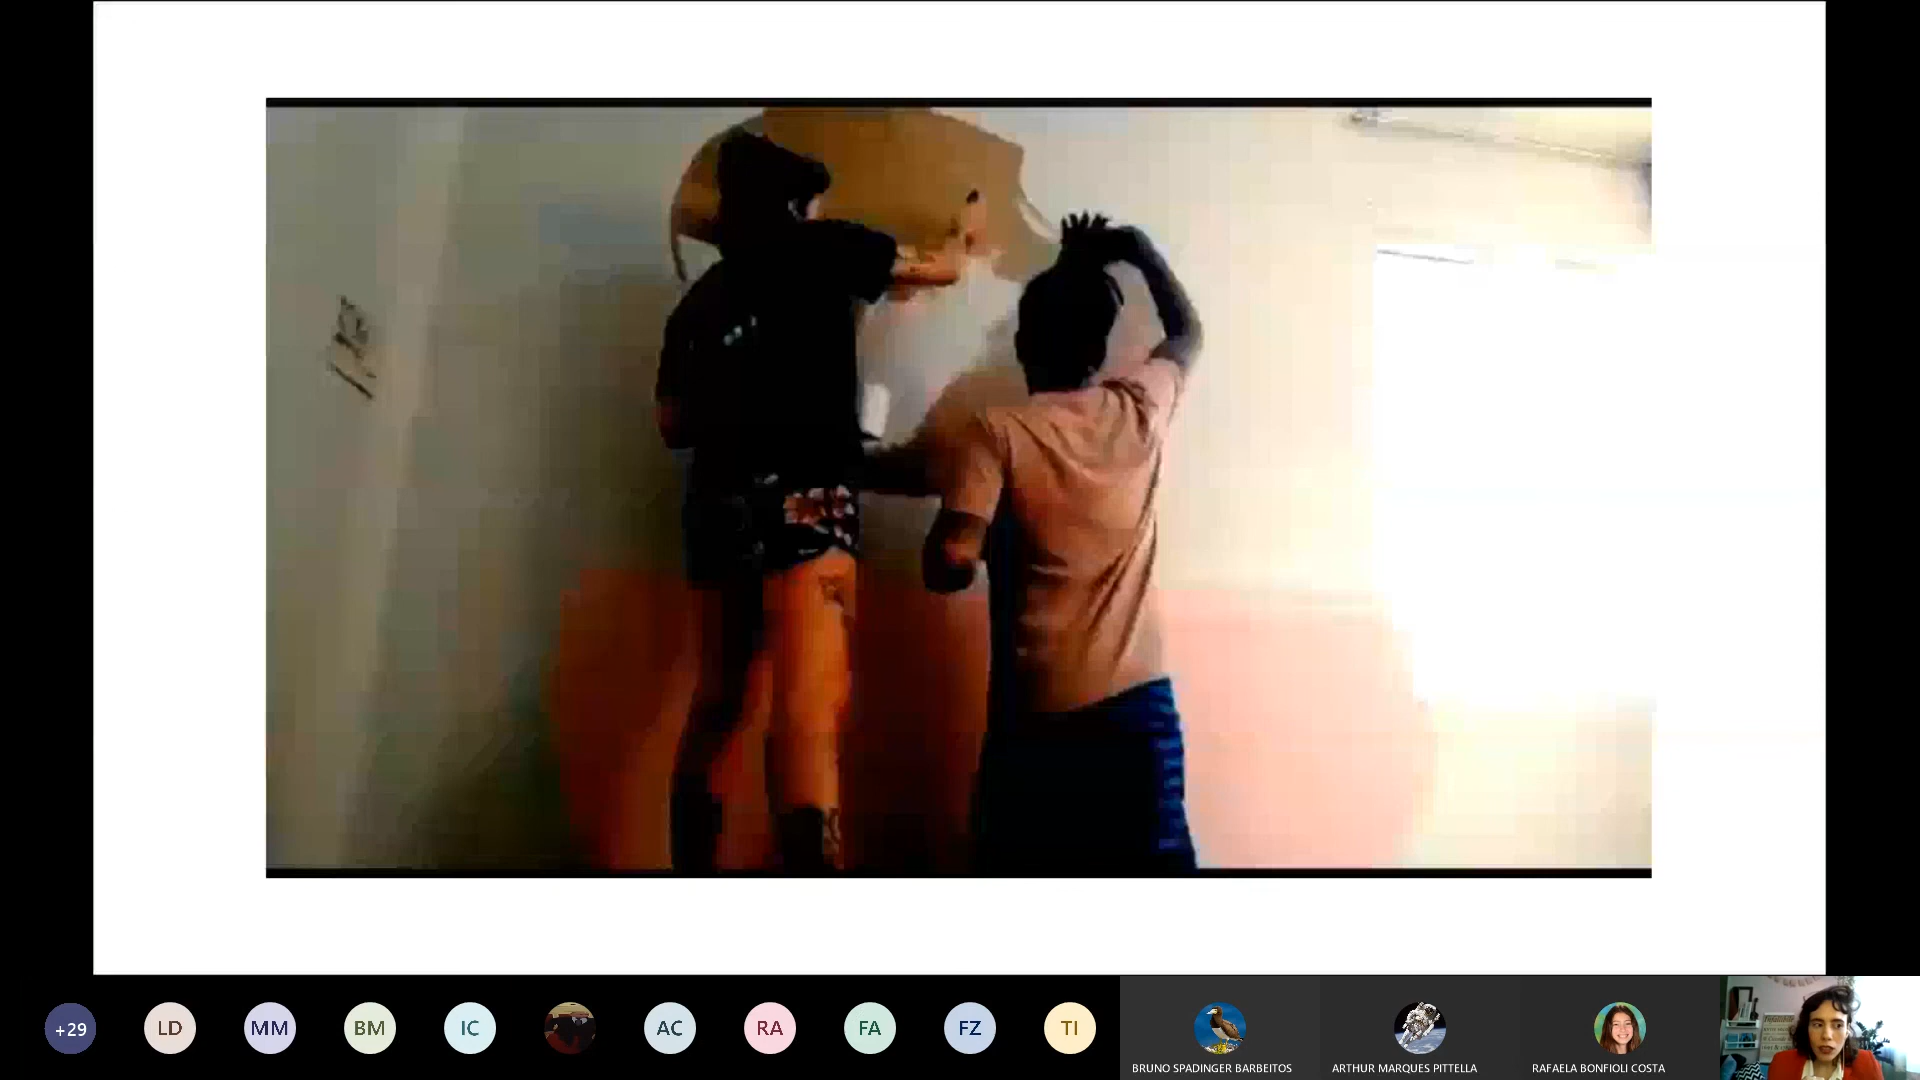 +29
LD
MM
BM
IC
AC
RA
FA
FZ
TI
BRUNO SPADINGER BARBEITOS
ARTHUR MARQUES PITTELLA
RAFAELA BONFIOLI COSTA